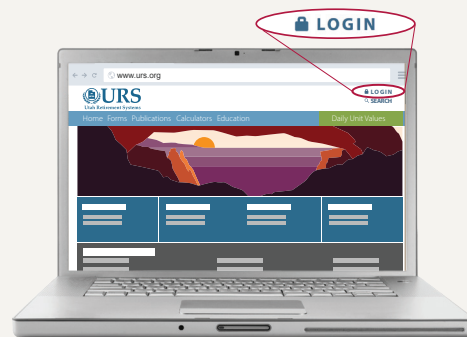 LOGIN
www.urs.org
URS
Utah Retirement Systems
LOGIN
SEARCH
Home Forms Publications Calculators Education Daily Unit Values